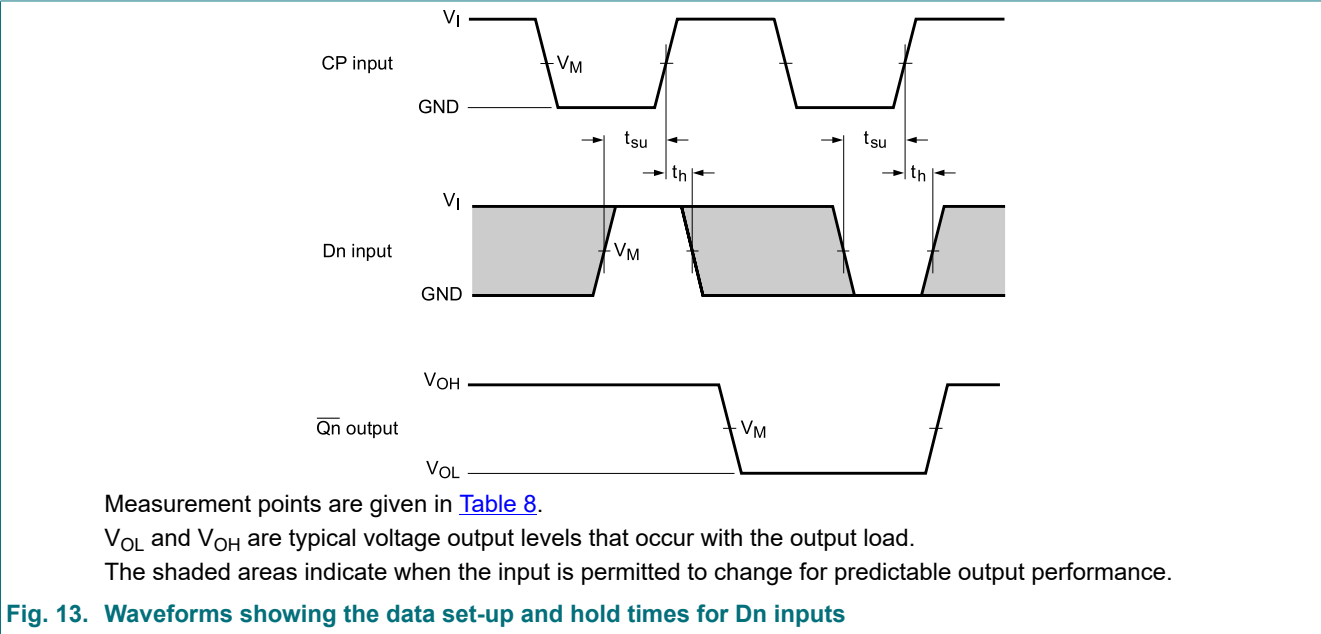 VI
CP input
VM
GND
tsu
tsu
th
th
VI
Dn input
VM
GND
VOH
Qn output
VM
VOL
Measurement points are given in Table 8.
VOL and VOH are typical voltage output levels that occur with the output load.
The shaded areas indicate when the input is permitted to change for predictable output performance.
Fig. 13. Waveforms showing the data set-up and hold times for Dn inputs